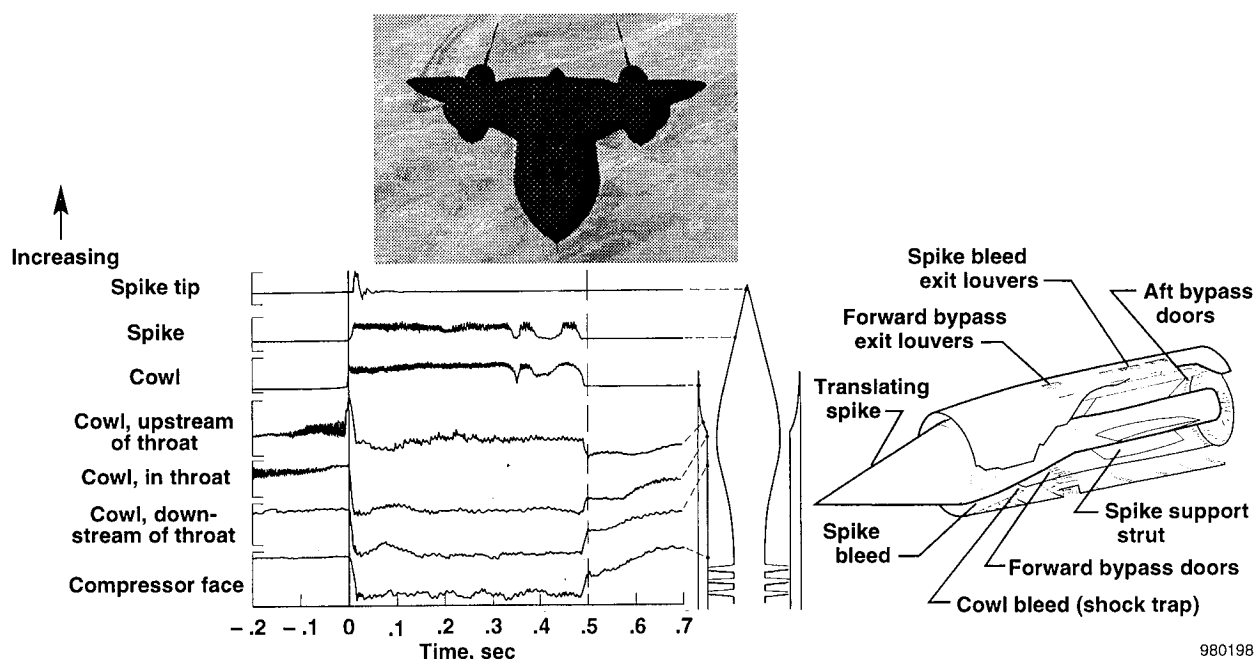 Increasing
Spike tip
Spike
Cowl
Cowl, upstream
of throat
Cowl, in throat
Cowl, down-
stream of throat
Compressor face
– .2 – .1 0 .1 .2 .3 .4 .5 .6 .7
Time, sec
Spike bleed
exit louvers
Aft bypass
doors
Forward bypass
exit louvers
Translating
spike
Spike support
strut
Spike
bleed
Forward bypass doors
Cowl bleed (shock trap)
980198